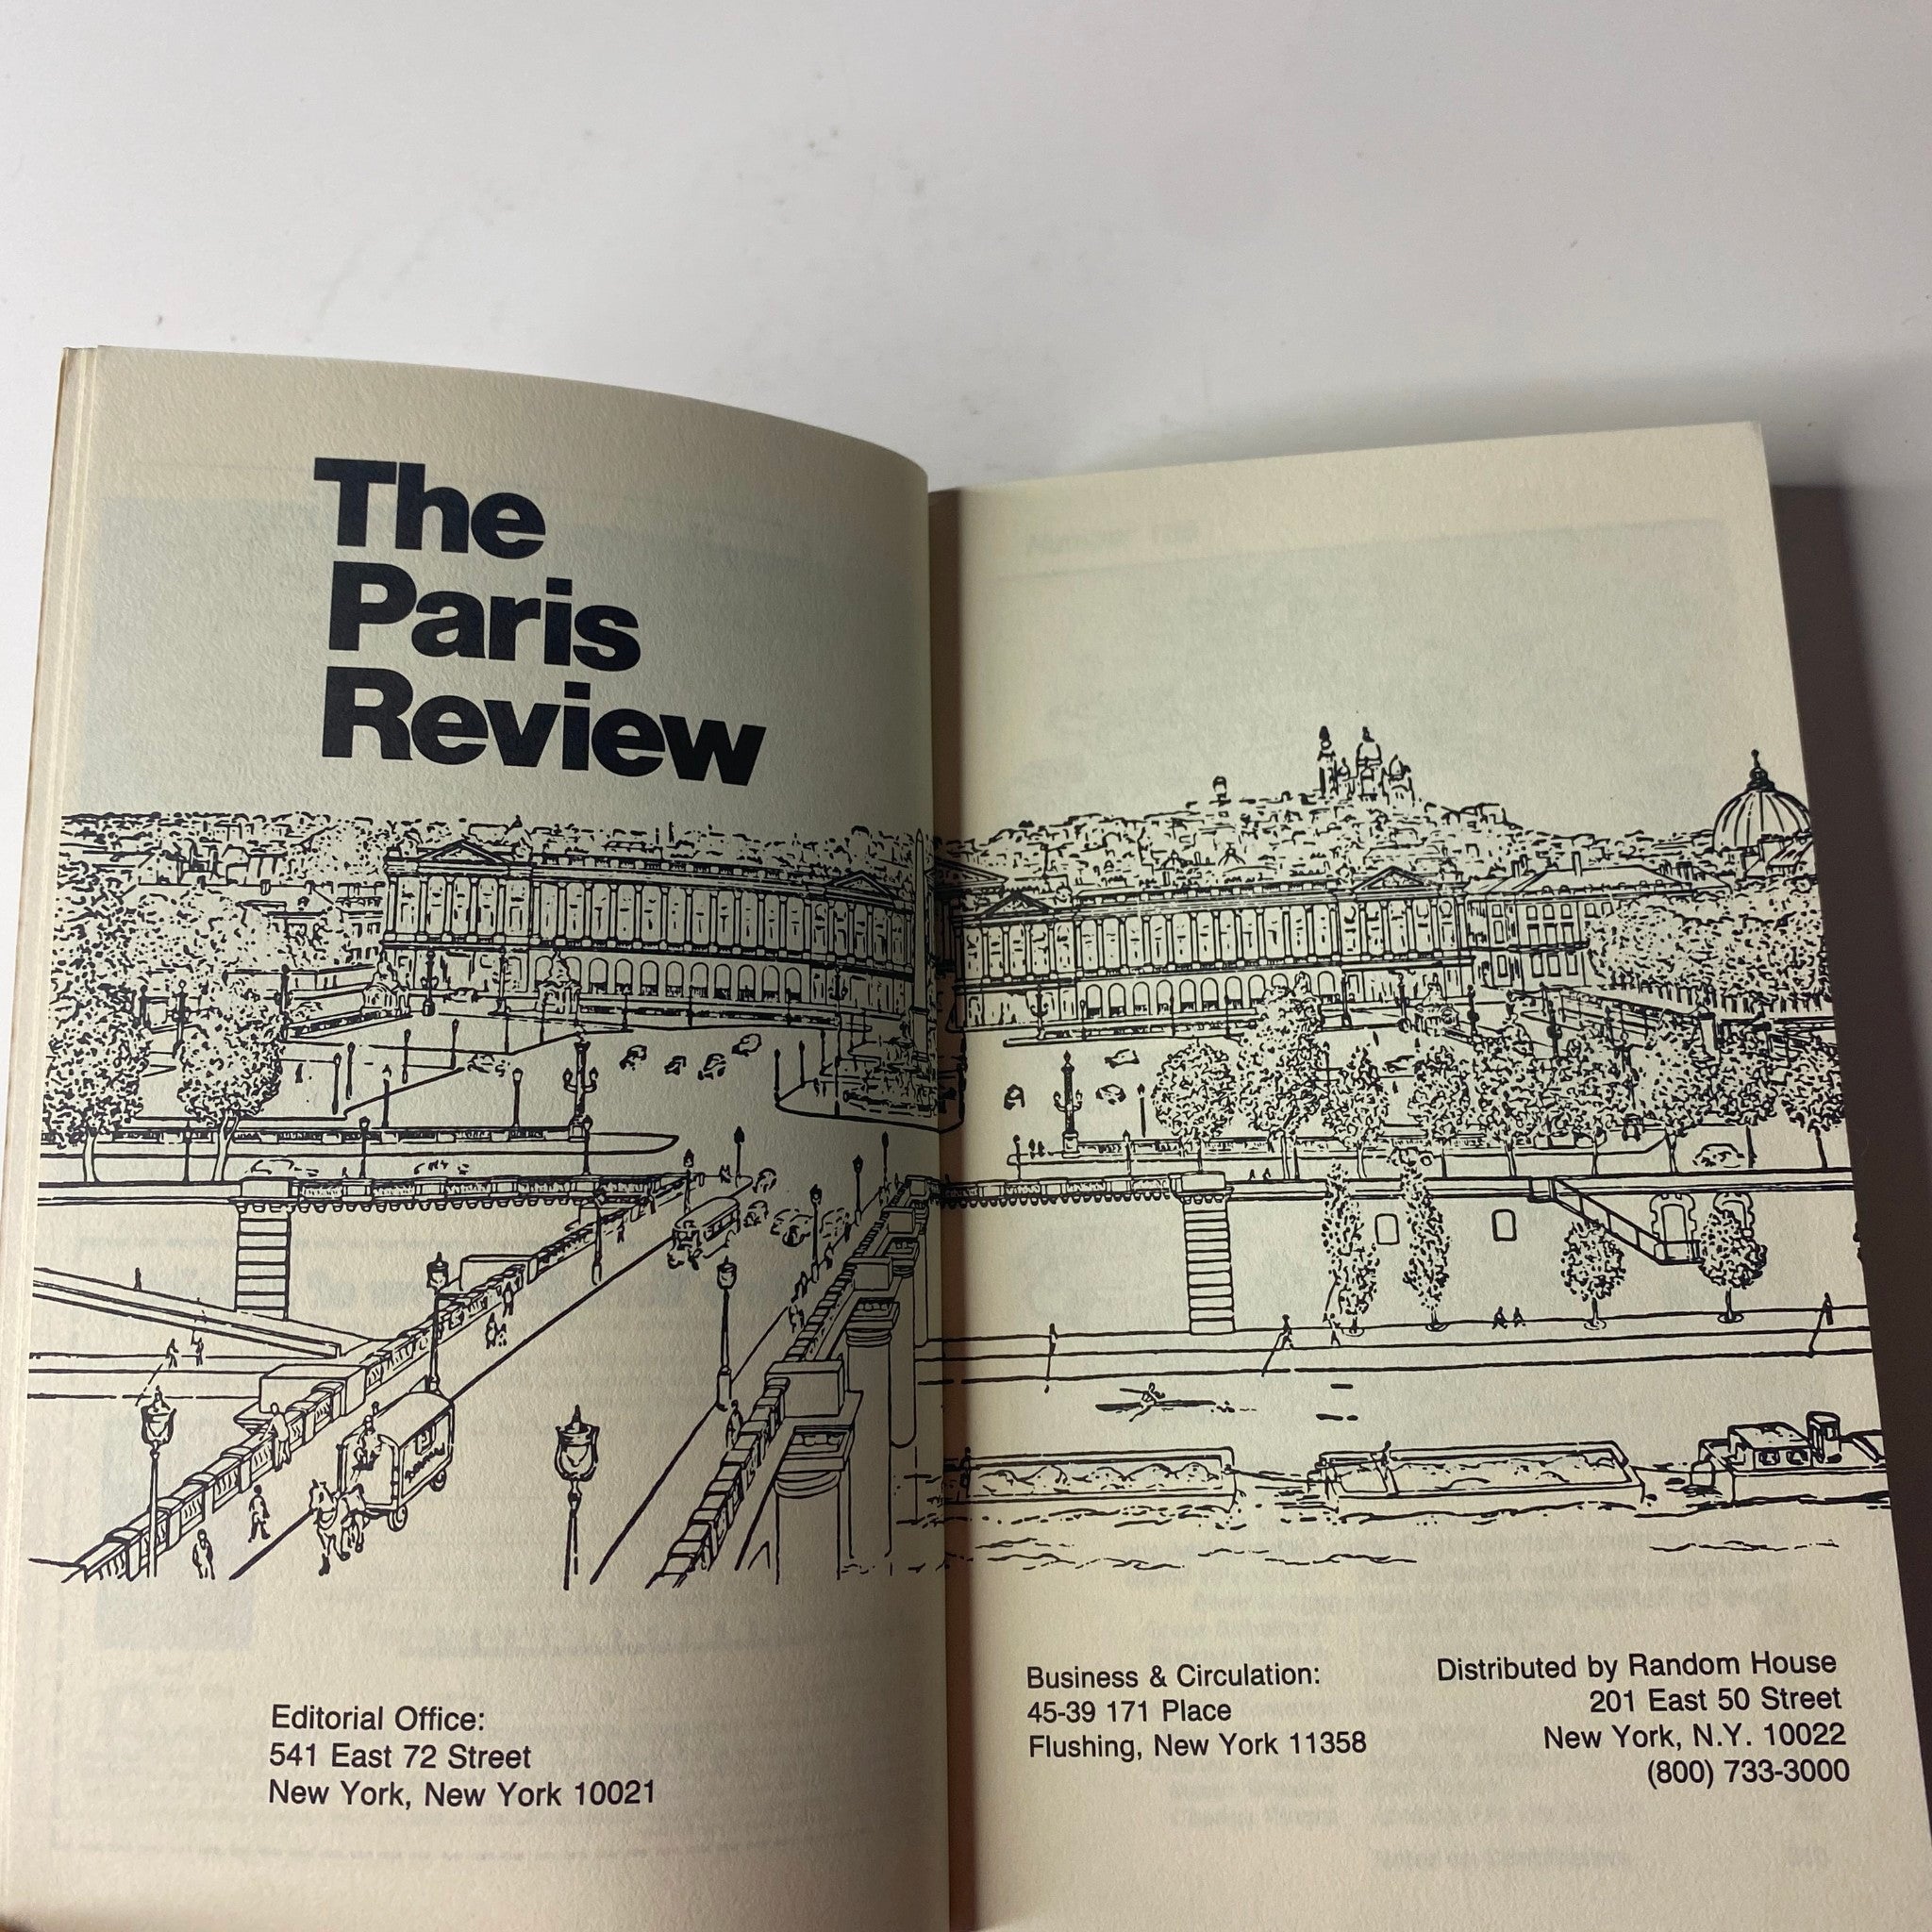 The
Paris
Review
Editorial Office:
541 East 72 Street
New York, New York 10021
Business & Circulation:
45-39 171 Place
Flushing, New York 11358
Distributed by Random House
201 East 50 Street
New York, N.Y. 10022
(800) 733-3000